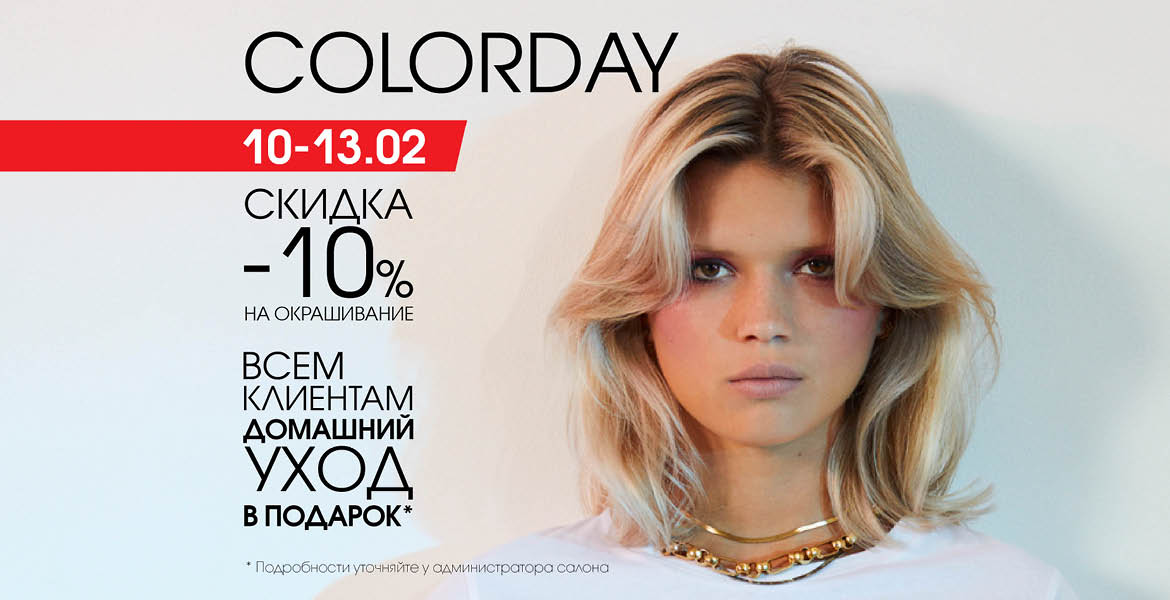 COLORDAY
10-13.02
СКИДКА
-10%
НА ОКРАШИВАНИЕ
ВСЕМ
КЛИЕНТАМ
ДОМАШНИЙ
УХОД
В ПОДАРОК*
* Подробности уточняйте у администратора салона